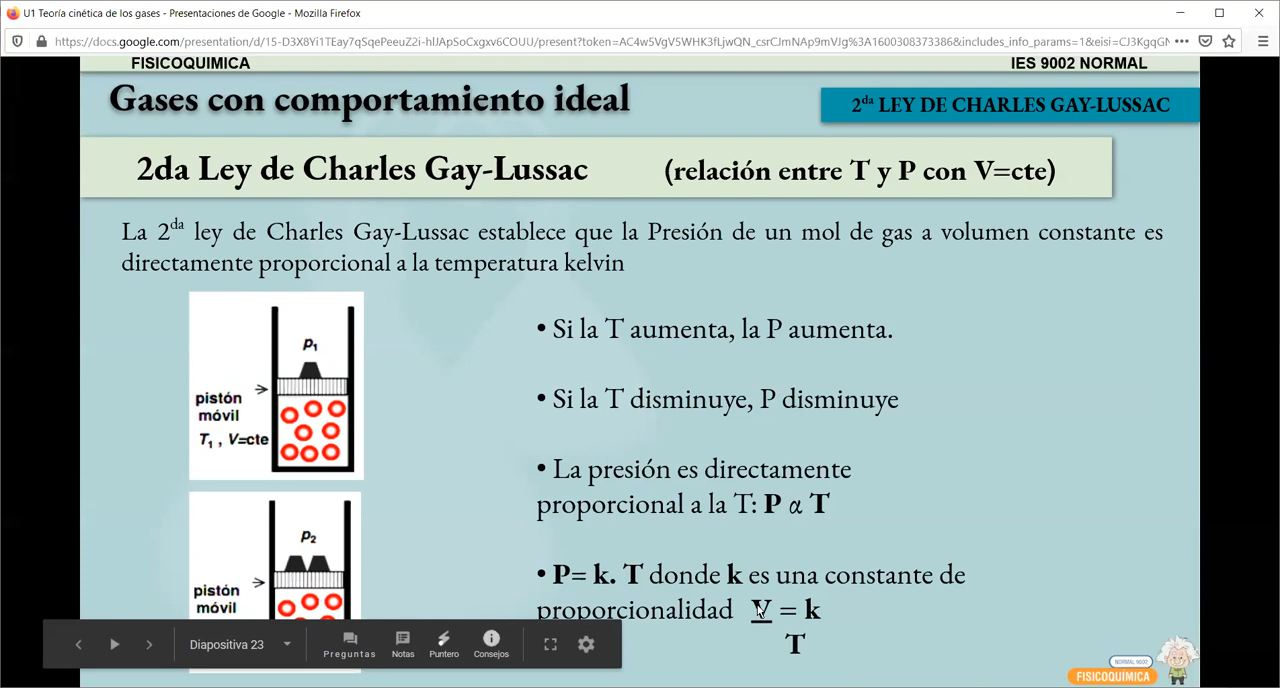 U1 Teoría cinética de los gases - Presentaciones de Google - Mozilla Firefox
https://docs.google.com/presentation/d/15-D3X8Yi1TEay7qSqePeeuZ2i-hlJApSoCxgxv6COUU/present?token=AC4w5VgV5WHK3fLjwQN_csrCJmNAp9mVJg%3A1600308373386&includes_info_params=1&eisi=CJ3KgqGN
FISICOQUIMICA IES 9002 NORMAL
Gases con comportamiento ideal
2da LEY DE CHARLES GAY-LUSSAC
2da Ley de Charles Gay-Lussac (relación entre T y P con V=cte)
La 2da ley de Charles Gay-Lussac establece que la Presión de un mol de gas a volumen constante es
directamente proporcional a la temperatura kelvin
p1
pistón
móvil
T1 , V=cte
p2
pistón
móvil
• Si la T aumenta, la P aumenta.
• Si la T disminuye, P disminuye
• La presión es directamente
proporcional a la T: P α T
• P= k. T donde k es una constante de
proporcionalidad V = k
T
Diapositiva 23
Preguntas
Notas
Puntero
Consejos
NORMAL 9002
FISICOQUÍMICA